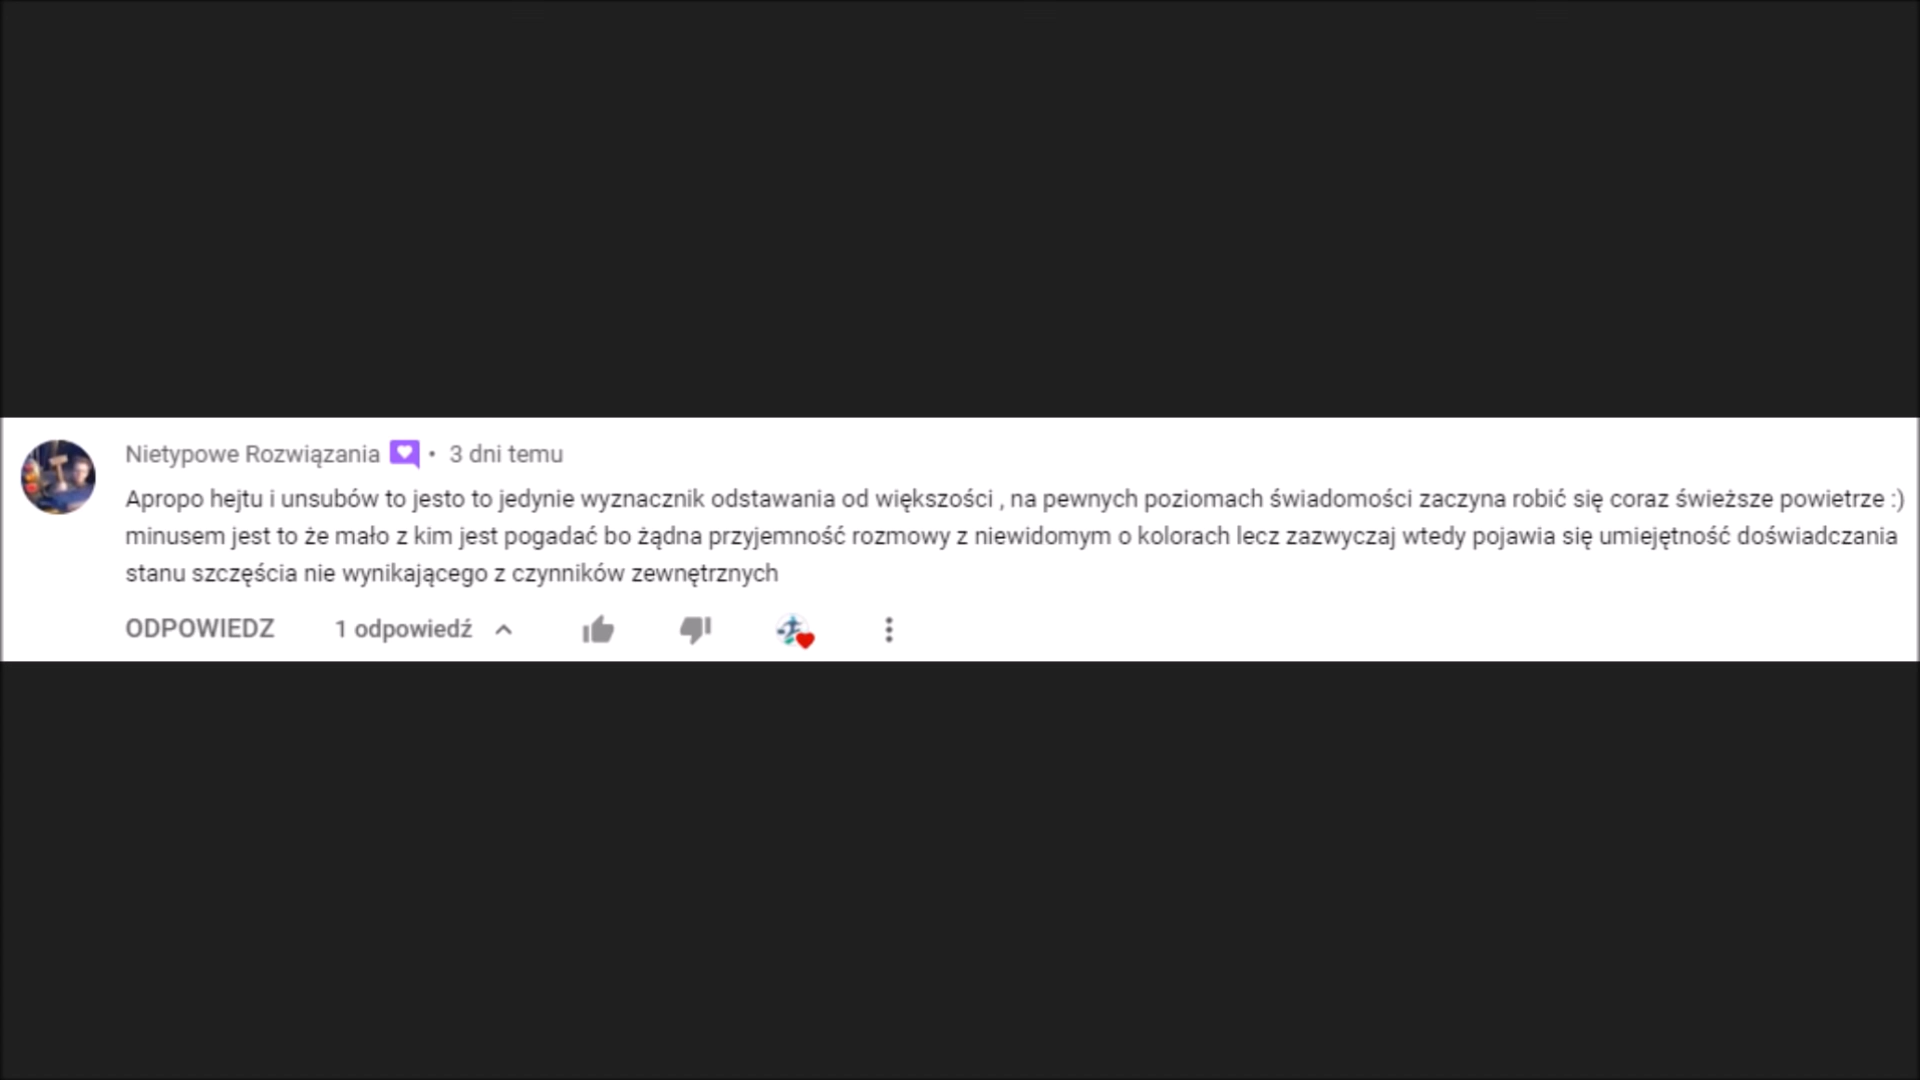 Nietypowe Rozwiązania • 3 dni temu
Apropo hejtu i unsubów to jesto to jedynie wyznacznik odstawania od większości , na pewnych poziomach świadomości zaczyna robić się coraz świeższe powietrze :)
minusem jest to że mało z kim jest pogadać bo żądna przyjemność rozmowy z niewidomym o kolorach lecz zazwyczaj wtedy pojawia się umiejętność doświadczania
stanu szczęścia nie wynikającego z czynników zewnętrznych
ODPOWIEDZ 1 odpowiedź